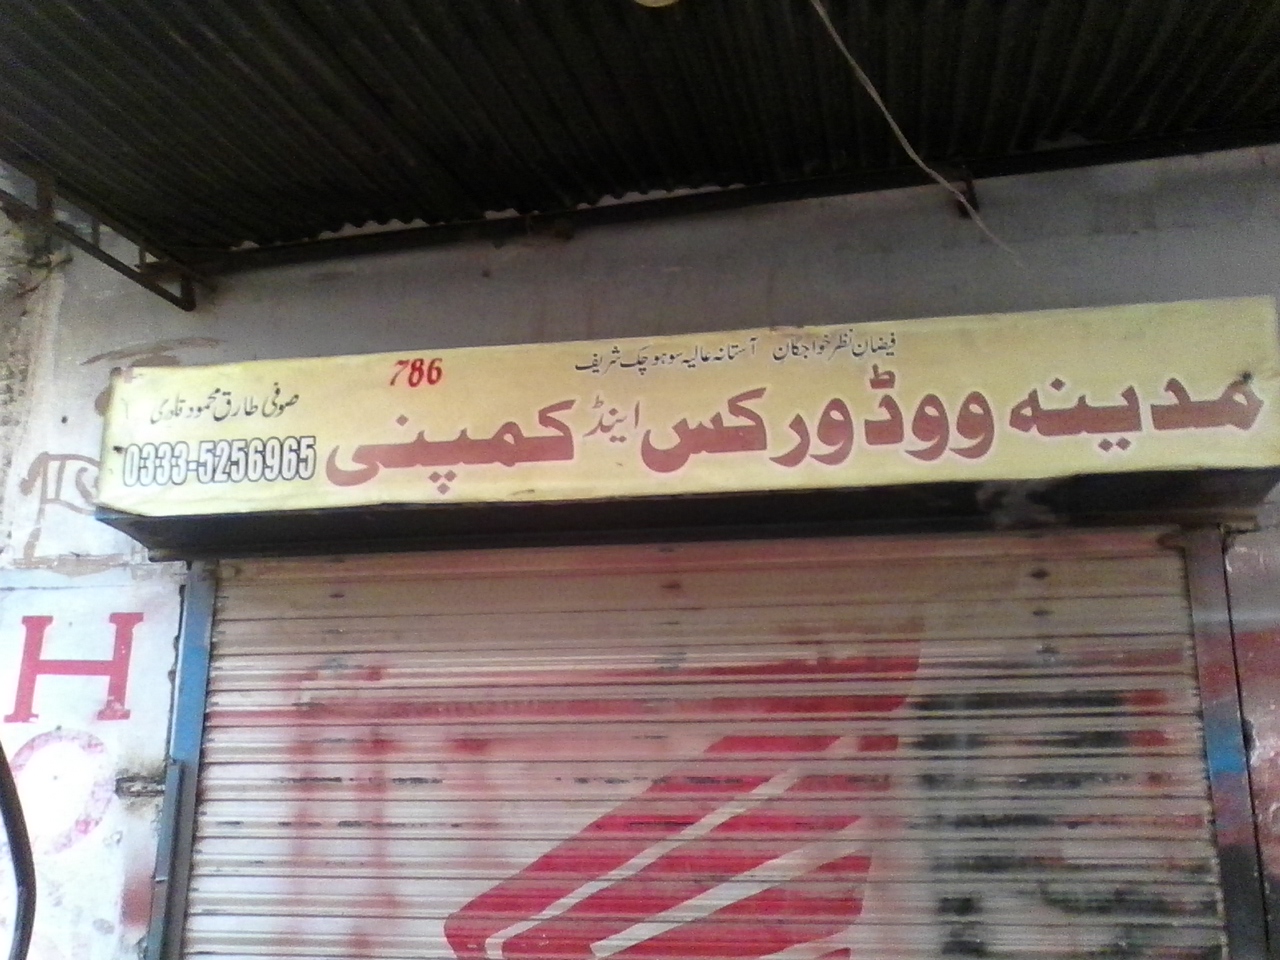 786
فیضانِ نظر خواجگان آستانہ عالیہ سوہو چک شریف
مدینہ ووڈ ورکس اینڈ کمپنی
صوفی طارق محمود قادری
0333-5256965
H